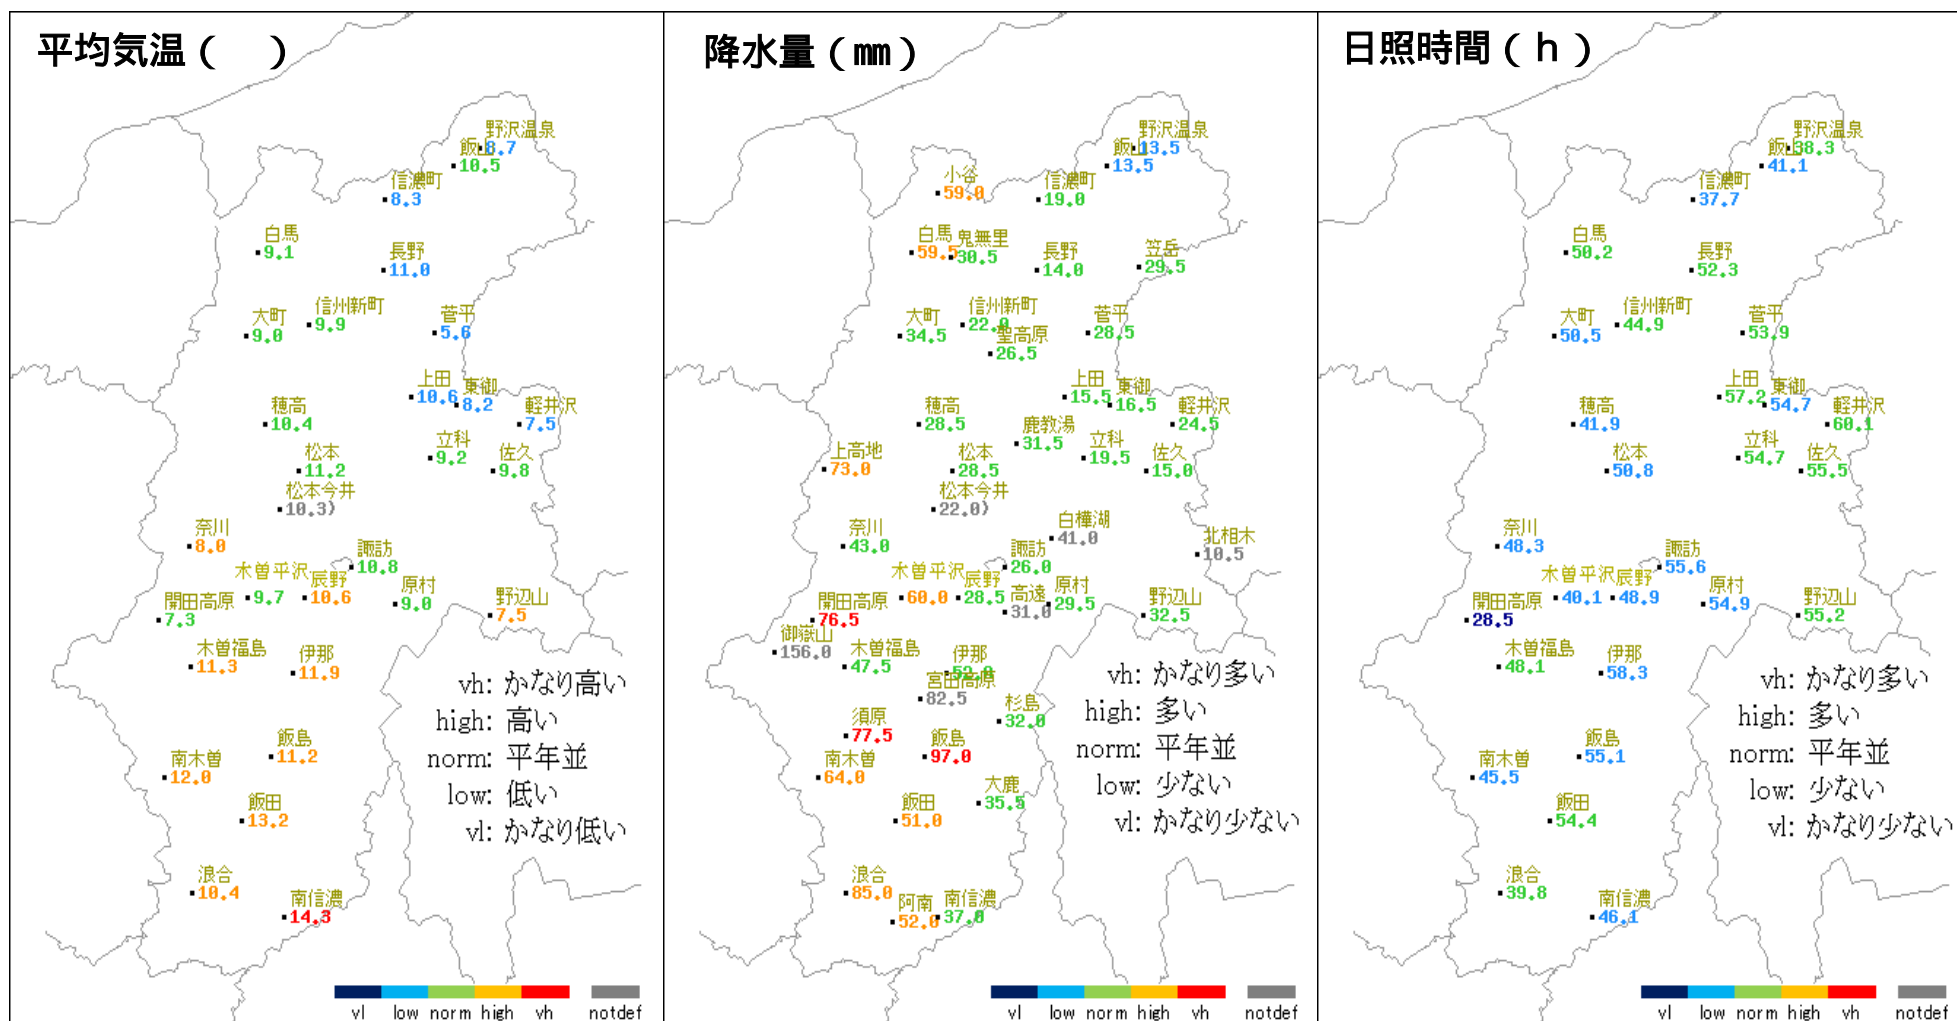 平均気温(　)
野沢温泉
8.7
飯山
10.5
信濃町
8.3
白馬
9.1
長野
11.0
信州新町
9.9
大町
9.0
菅平
5.6
上田
10.6
東御
8.2
軽井沢
7.5
穂高
10.4
立科
9.2
佐久
9.8
松本
11.2
松本今井
10.3)
奈川
8.0
諏訪
10.8
木曽平沢
9.7
辰野
10.6
原村
9.0
開田高原
7.3
野辺山
7.5
木曽福島
11.3
伊那
11.9
飯島
11.2
南木曽
12.0
飯田
13.2
浪合
10.4
南信濃
14.3
vh: かなり高い
high: 高い
norm: 平年並
low: 低い
vl: かなり低い
vl low norm high vh notdef
降水量(㎜)
野沢温泉
13.5
飯山
13.5
小谷
59.0
信濃町
19.0
白馬
59.5
鬼無里
30.5
長野
14.0
笠岳
29.5
信州新町
22.0
大町
34.5
聖高原
26.5
菅平
28.5
上田
15.5
東御
16.5
軽井沢
24.5
穂高
28.5
鹿教湯
31.5
立科
19.5
佐久
15.0
上高地
73.0
松本
28.5
松本今井
22.0)
奈川
43.0
白樺湖
41.0
北相木
10.5
諏訪
26.0
木曽平沢
60.0
辰野
28.5
高遠
31.0
原村
29.5
野辺山
32.5
開田高原
76.5
御嶽山
156.0
木曽福島
47.5
伊那
宮田高原
82.5
杉島
32.0
須原
77.5
飯島
97.0
南木曽
64.0
大鹿
35.5
飯田
51.0
浪合
85.0
阿南
52.0
南信濃
37.0
vh: かなり多い
high: 多い
norm: 平年並
low: 少ない
vl: かなり少ない
vl low norm high vh notdef
日照時間(h)
野沢温泉
38.3
飯山
41.1
信濃町
37.7
白馬
50.2
長野
52.3
信州新町
44.9
大町
50.5
菅平
53.9
上田
57.2
東御
54.7
軽井沢
60.1
穂高
41.9
立科
54.7
佐久
55.5
松本
50.8
奈川
48.3
諏訪
55.6
木曽平沢
40.1
辰野
48.9
原村
54.9
開田高原
28.5
野辺山
55.2
木曽福島
48.1
伊那
58.3
飯島
55.1
南木曽
45.5
飯田
54.4
浪合
39.8
南信濃
46.1
vh: かなり多い
high: 多い
norm: 平年並
low: 少ない
vl: かなり少ない
vl low norm high vh notdef